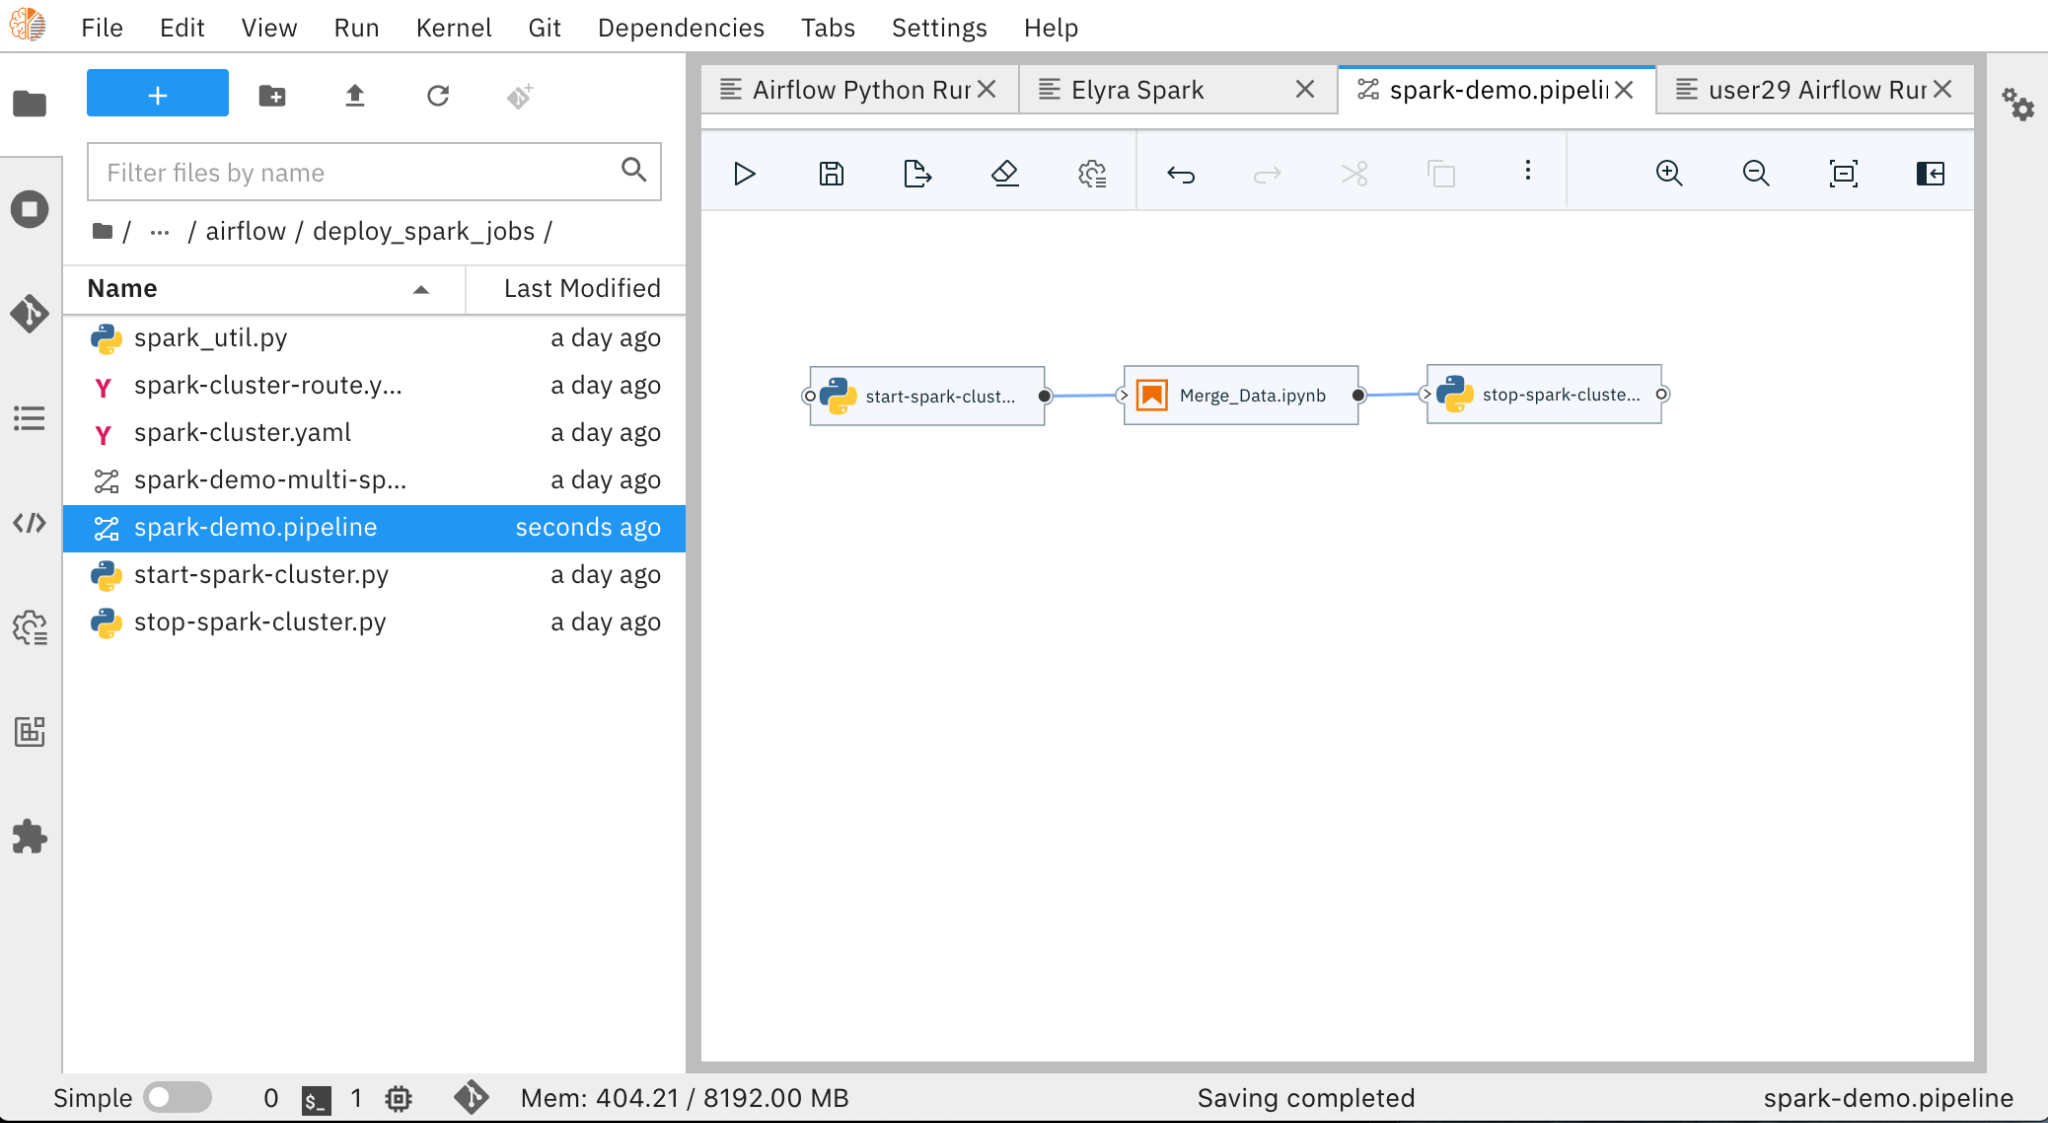 File Edit View Run Kernel Git Dependencies Tabs Settings Help
+
Filter files by name
/ ... / airflow / deploy_spark_jobs /
Name Last Modified
spark_util.py a day ago
Y spark-cluster-route.y... a day ago
Y spark-cluster.yaml a day ago
spark-demo-multi-sp... a day ago
spark-demo.pipeline seconds ago
start-spark-cluster.py a day ago
stop-spark-cluster.py a day ago
Airflow Python Rur Elyra Spark spark-demo.pipelin user29 Airflow Rur
start-spark-clust... Merge_Data.ipynb stop-spark-cluste...
Simple 0 $_ 1 Mem: 404.21 / 8192.00 MB Saving completed spark-demo.pipeline